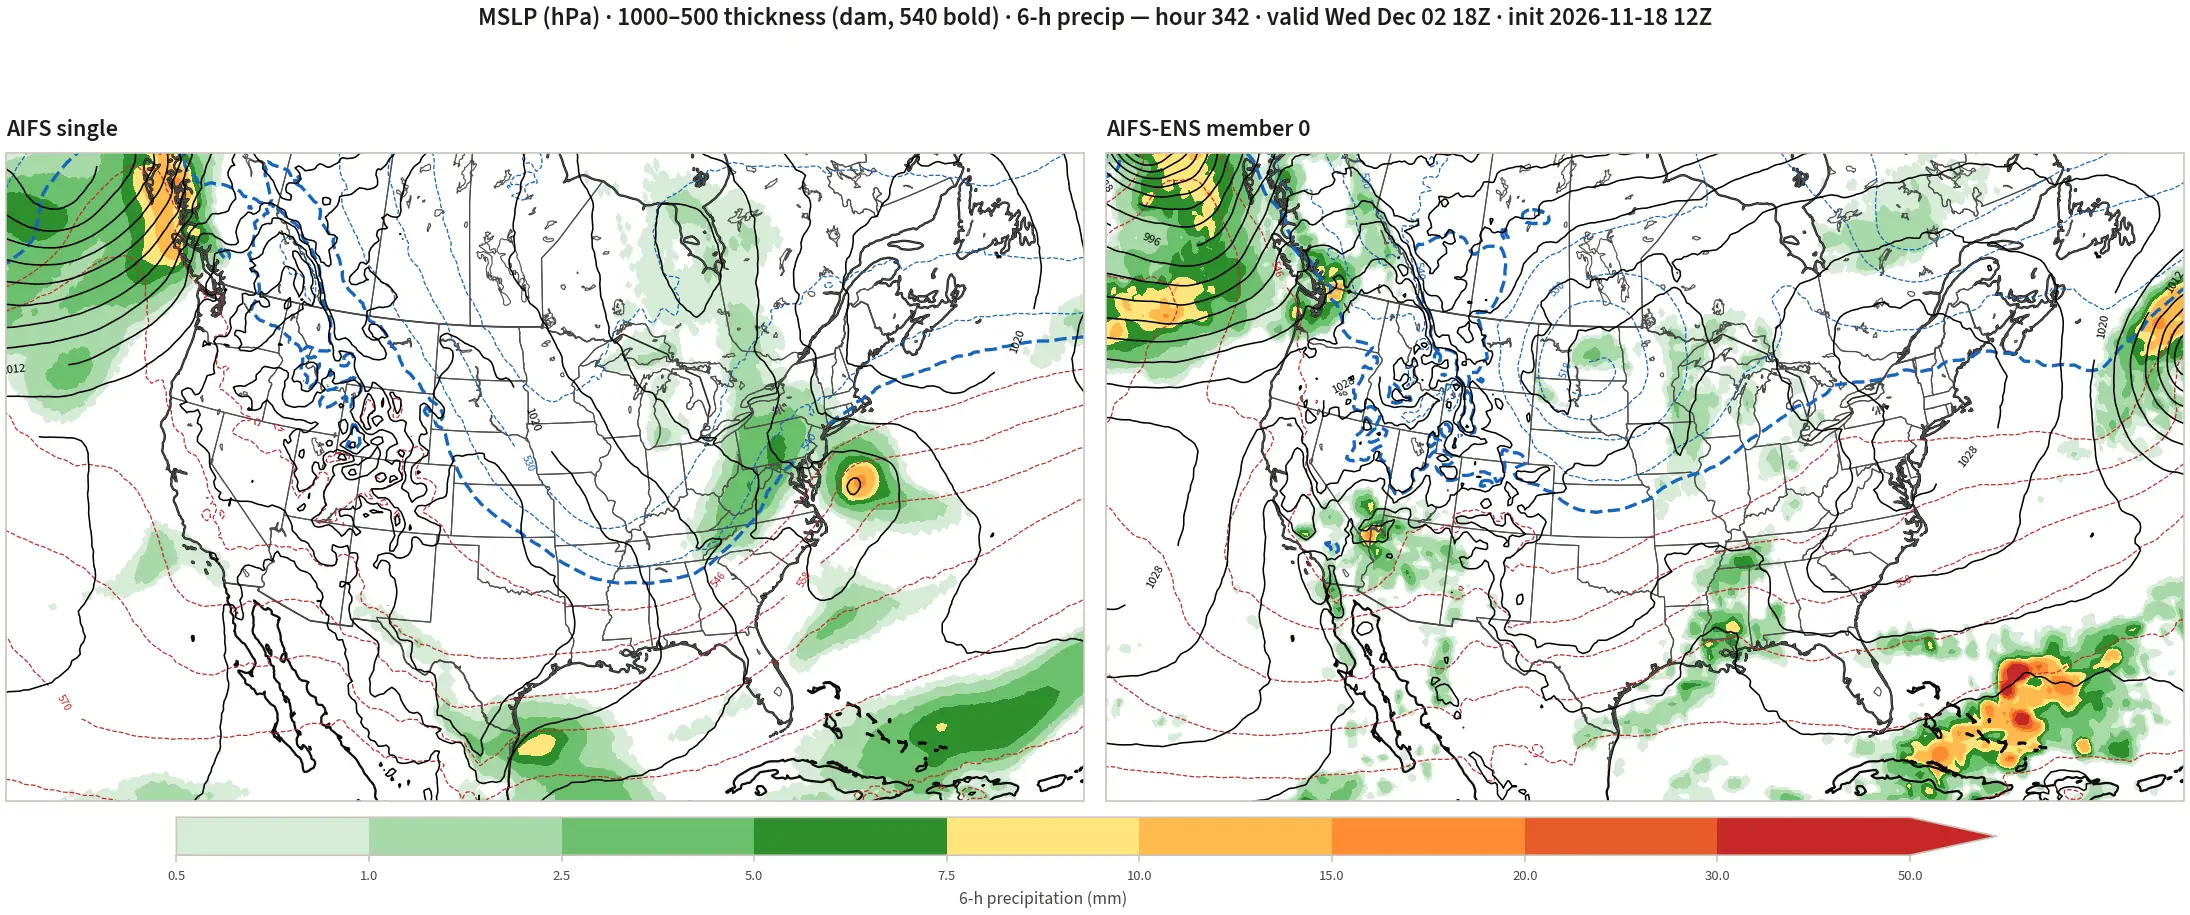 MSLP (hPa) · 1000–500 thickness (dam, 540 bold) · 6-h precip — hour 342 · valid Wed Dec 02 18Z · init 2026-11-18 12Z
AIFS single
AIFS-ENS member 0
996
1012
1020
012
1020
1028
1020
530
1028
546
558
1028
570
0.5 1.0 2.5 5.0 7.5 10.0 15.0 20.0 30.0 50.0
6-h precipitation (mm)